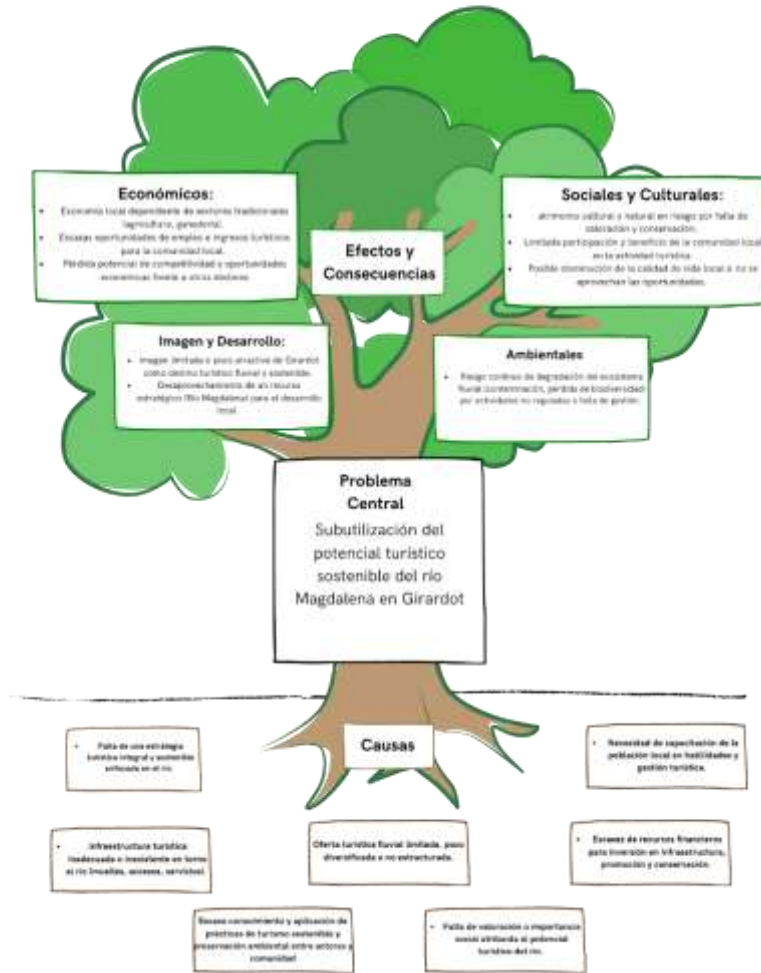 Económicos:
• Economía local dependiente de sectores tradicionales
(agricultura, ganadería).
• Escasas oportunidades de empleo e ingresos turísticos
para la comunidad local.
• Pérdida potencial de competitividad y oportunidades
económicas frente a otros destinos
Sociales y Culturales:
• cultural y natural en riesgo por falta de
valoración y conservación.
• Limitada participación y beneficio de la comunidad local
en la actividad turística
• Posible disminución de la calidad de vida local si no se
aprovechan las oportunidades.
Efectos y
Consecuencias
Imagen y Desarrollo:
• Imagen limitada o poco atractiva de Girardot
como destino turístico fluvial y sostenible.
• Desaprovechamiento de un recurso
estratégico (Río Magdalena) para el desarrollo
local.
Ambientales
• Riesgo continuo de degradación del ecosistema
fluvial (contaminación, pérdida de biodiversidad)
por actividades no reguladas o falta de gestión.
Problema
Central
Subutilización del
potencial turístico
sostenible del río
Magdalena en Girardot
Causas
• Falta de una estrategia
turística integral y sostenible
enfocada en el río.
• Necesidad de capacitación de la
población local en habilidades y
gestión turística.
• Infraestructura turística
inadecuada o inexistente en torno
al río (muelles, accesos, servicios).
Oferta turística fluvial limitada, poco
diversificada o no estructurada.
• Escasez de recursos financieros
para inversión en infraestructura,
promoción y conservación.
Escaso conocimiento y aplicación de
prácticas de turismo sostenible y
preservación ambiental entre actores y
comunidad
• Falta de valoración o importancia
social atribuida al potencial
turístico del río.